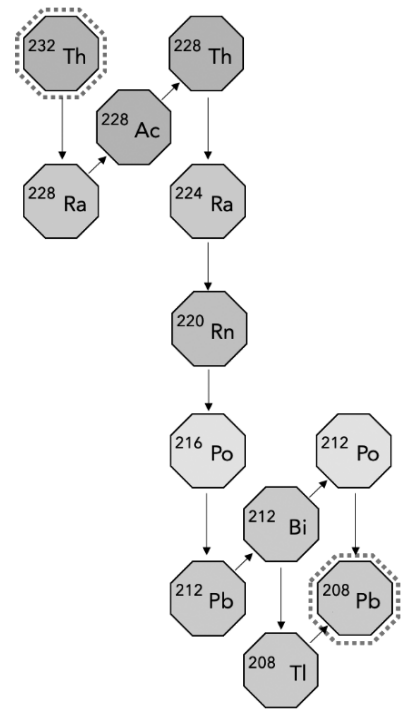 232 Th
228 Th
228 Ac
228 Ra
224 Ra
220 Rn
216 Po
212 Po
212 Bi
212 Pb
208 Pb
208 Tl